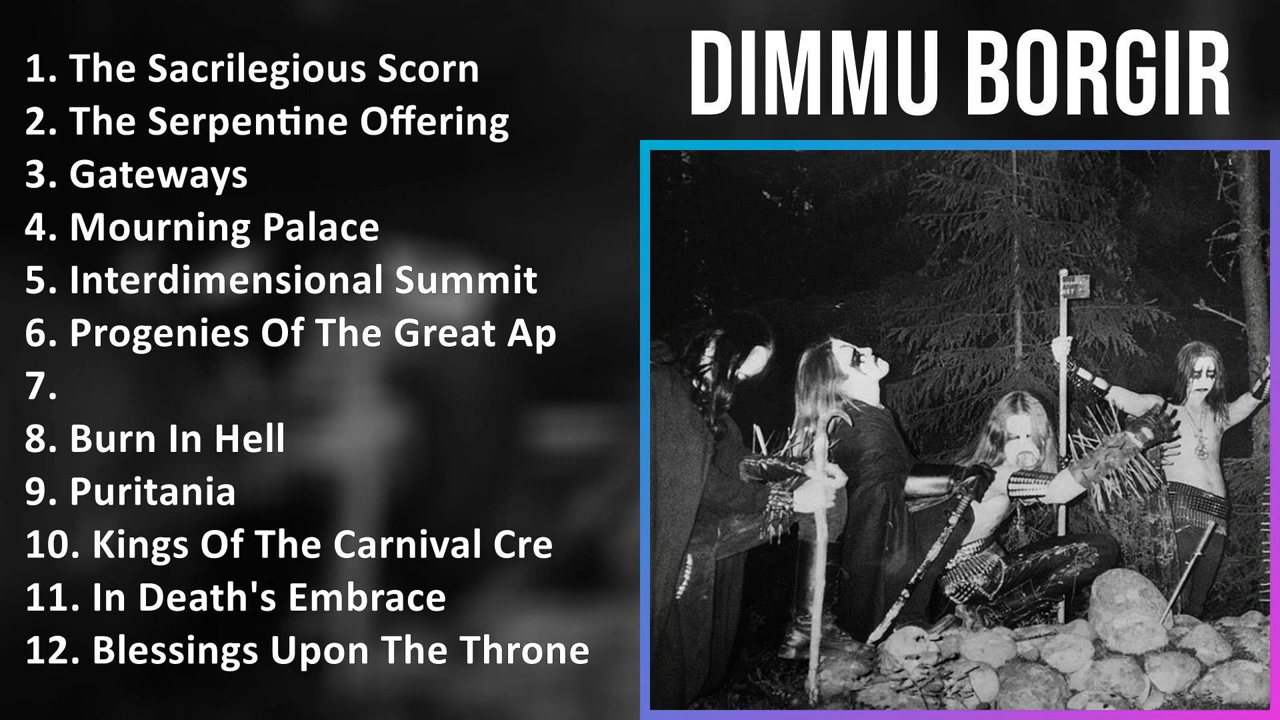 DIMMU BORGIR
1. The Sacrilegious Scorn
2. The Serpentine Offering
3. Gateways
4. Mourning Palace
5. Interdimensional Summit
6. Progenies Of The Great Ap
7.
8. Burn In Hell
9. Puritania
10. Kings Of The Carnival Cre
11. In Death's Embrace
12. Blessings Upon The Throne